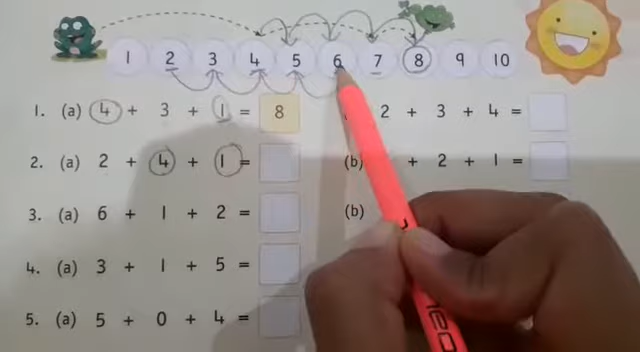 1 2 3 4 5 6 7 8 9 10
1. (a) 4 + 3 + 1 = 8 2 + 3 + 4 =
2. (a) 2 + 4 + 1 = (b) + 2 + 1 =
3. (a) 6 + 1 + 2 = (b)
4. (a) 3 + 1 + 5 =
5. (a) 5 + 0 + 4 =